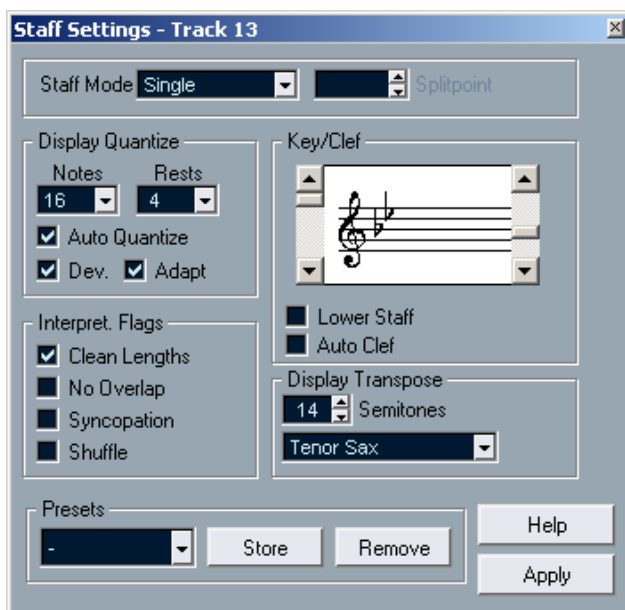 Staff Settings - Track 13
Staff Mode Single Splitpoint
Display Quantize
Notes Rests
16 4
Auto Quantize
Dev. Adapt
Interpret. Flags
Clean Lengths
No Overlap
Syncopation
Shuffle
Key/Clef
Lower Staff
Auto Clef
Display Transpose
14 Semitones
Tenor Sax
Presets
- Store Remove
Help
Apply